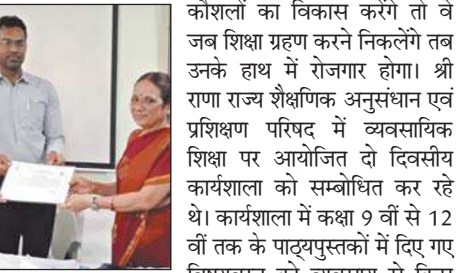 कौशलों का विकास करेंगे तो वे
जब शिक्षा ग्रहण करने निकलेंगे तब
उनके हाथ में रोजगार होगा। श्री
राणा राज्य शैक्षणिक अनुसंधान एवं
प्रशिक्षण परिषद में व्यवसायिक
शिक्षा पर आयोजित दो दिवसीय
कार्यशाला को सम्बोधित कर रहे
थे। कार्यशाला में कक्षा 9 वीं से 12
वीं तक के पाठ्यपुस्तकों में दिए गए